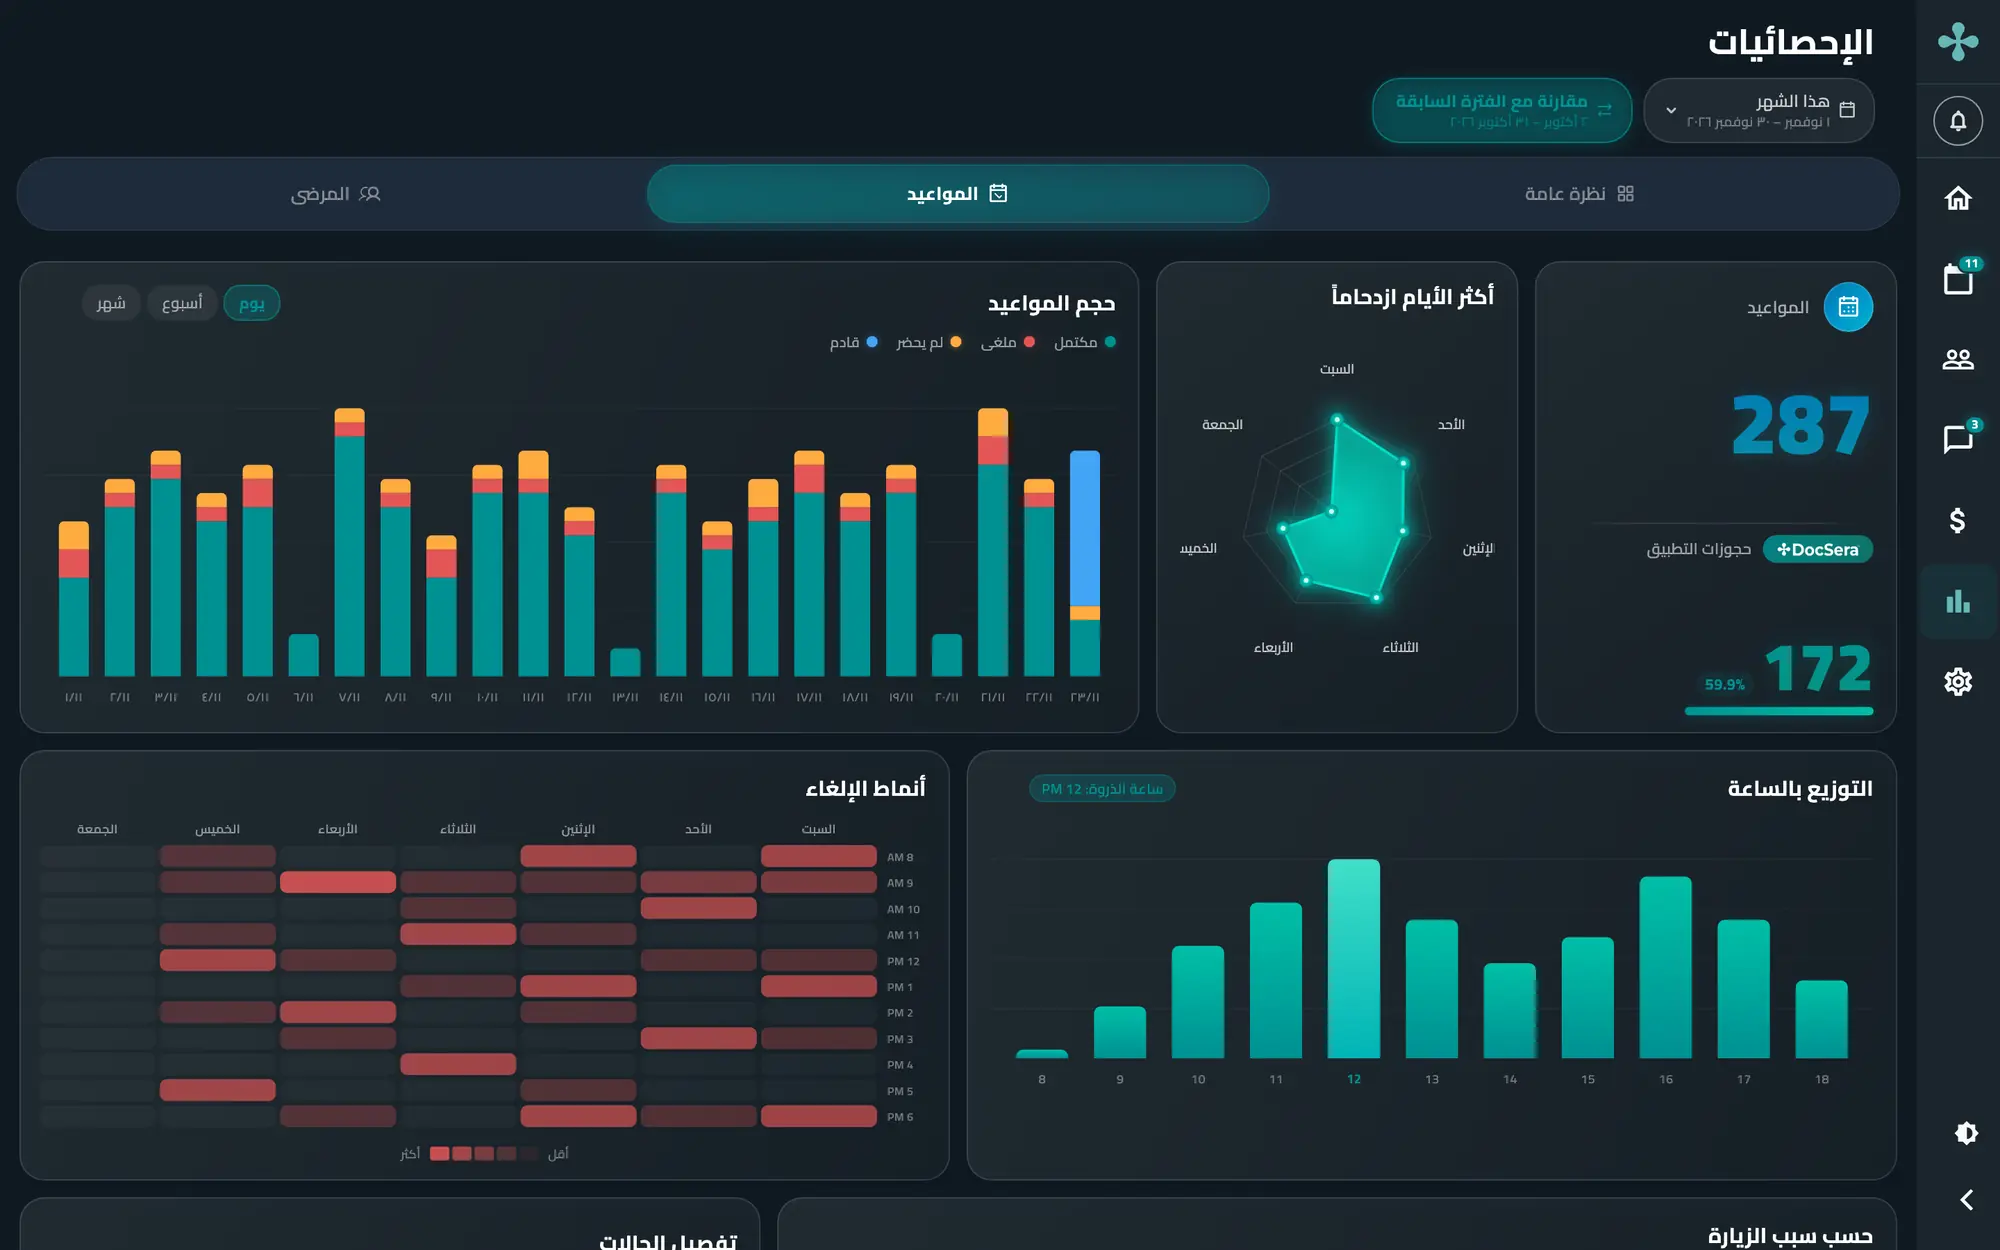 الإحصائيات
هذا الشهر
١ نوفمبر – ٣٠ نوفمبر ٢٠٢٦
مقارنة مع الفترة السابقة
٢ أكتوبر – ٣١ أكتوبر ٢٠٢٦
نظرة عامة
المواعيد
المرضى
11
3
المواعيد
287
DocSera
حجوزات التطبيق
172
59.9%
أكثر الأيام ازدحاماً
السبت
الأحد
الإثنين
الثلاثاء
الأربعاء
الخميس
الجمعة
حجم المواعيد
يوم
أسبوع
شهر
مكتمل
ملغى
لم يحضر
قادم
١/١١ ٢/١١ ٣/١١ ٤/١١ ٥/١١ ٦/١١ ٧/١١ ٨/١١ ٩/١١ ١٠/١١ ١١/١١ ١٢/١١ ١٣/١١ ١٤/١١ ١٥/١١ ١٦/١١ ١٧/١١ ١٨/١١ ١٩/١١ ٢٠/١١ ٢١/١١ ٢٢/١١ ٢٣/١١
التوزيع بالساعة
ساعة الذروة: 12 PM
8 9 10 11 12 13 14 15 16 17 18
أنماط الإلغاء
السبت الأحد الإثنين الثلاثاء الأربعاء الخميس الجمعة
AM 8
AM 9
AM 10
AM 11
PM 12
PM 1
PM 2
PM 3
PM 4
PM 5
PM 6
أقل
أكثر
حسب سبب الزيارة
تفصيل الحالات